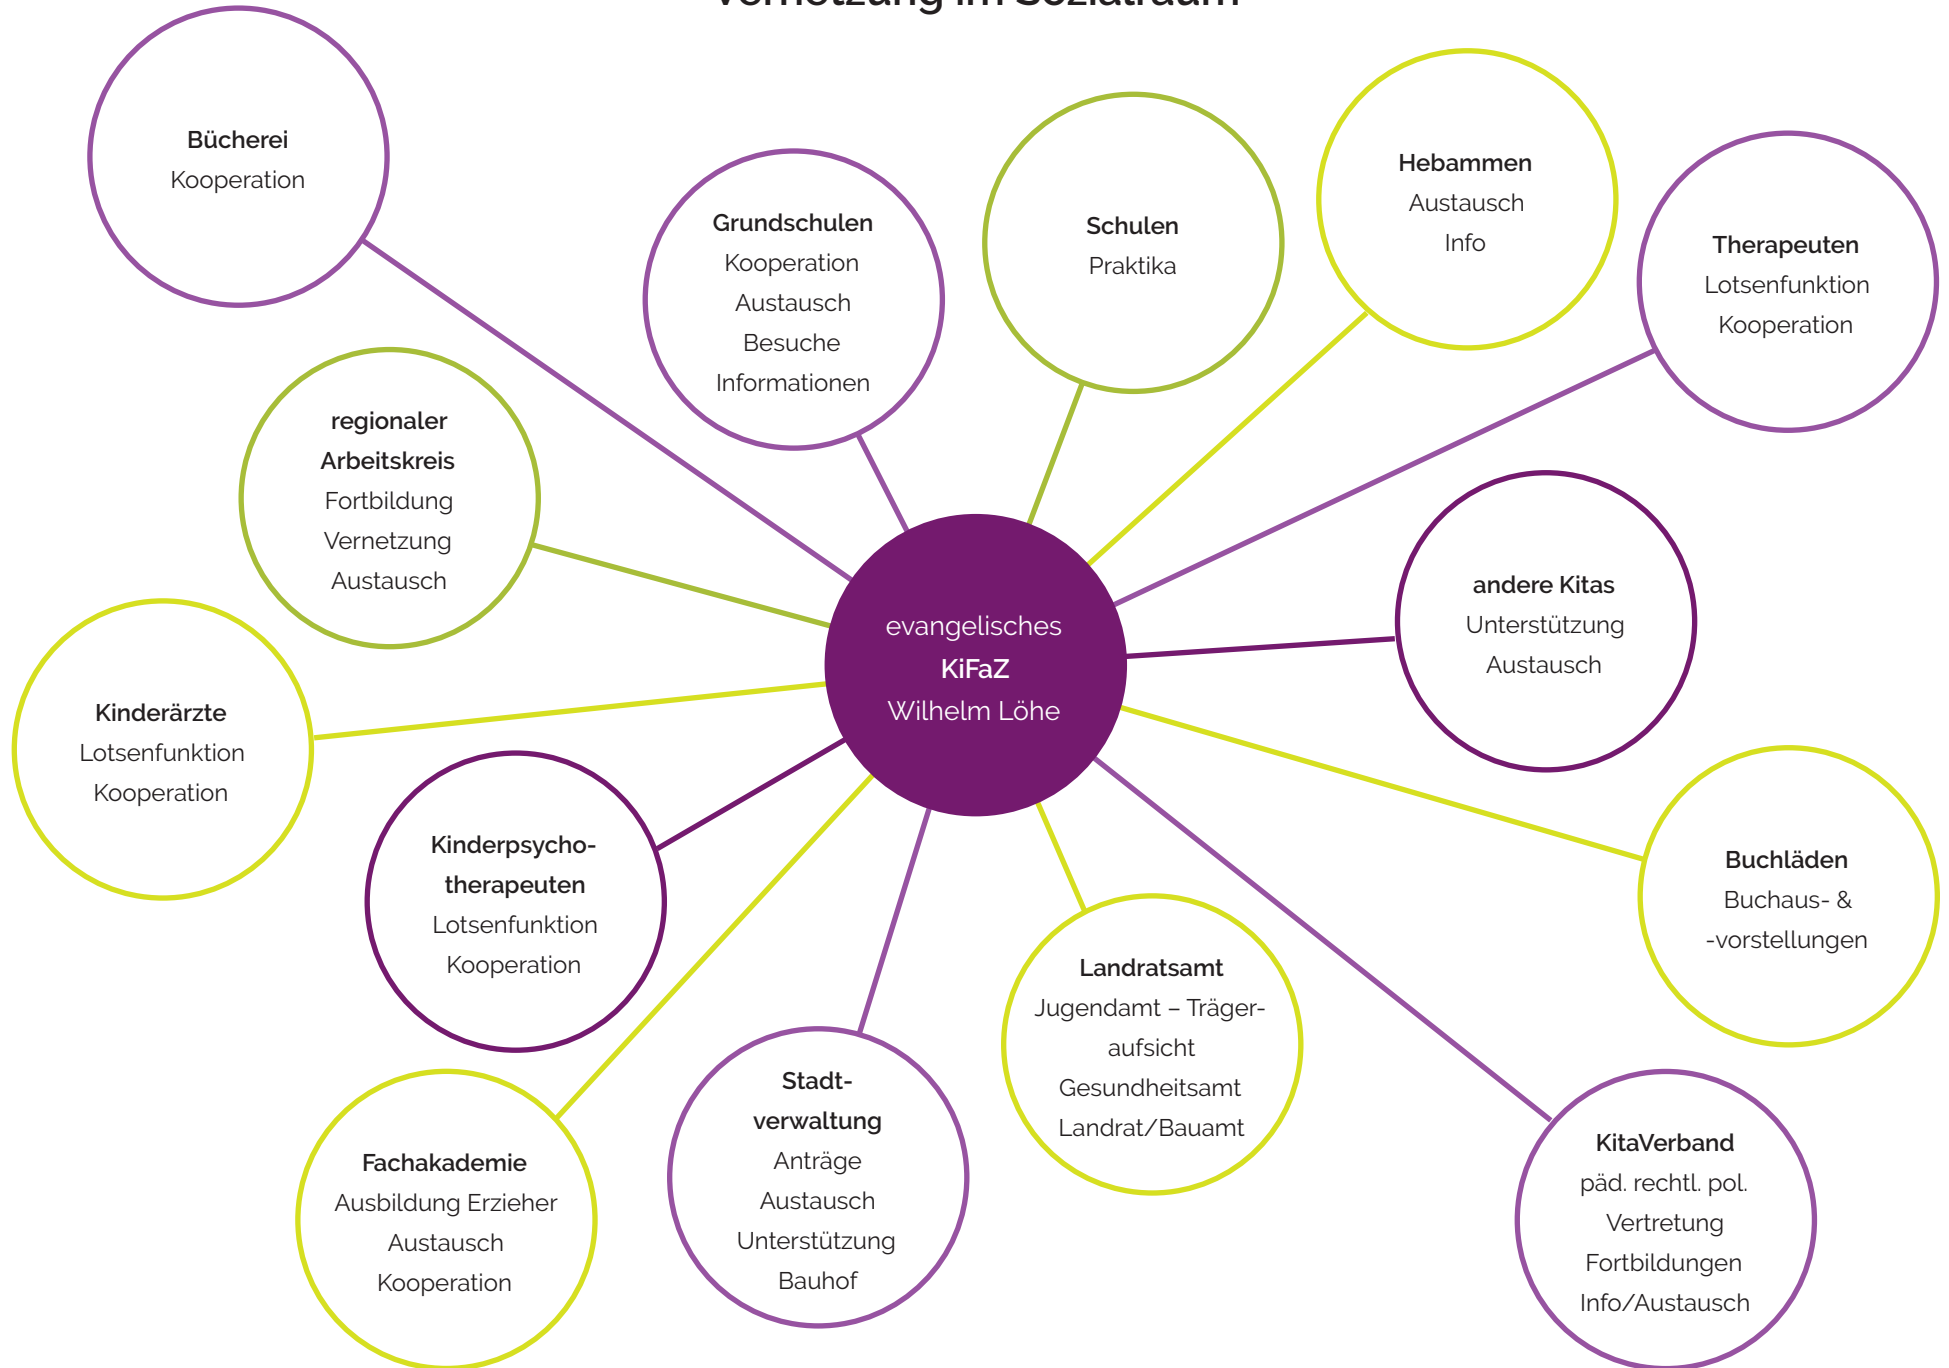 Vernetzung im Sozialraum
Bücherei
Kooperation
Grundschulen
Kooperation
Austausch
Besuche
Informationen
Schulen
Praktika
Hebammen
Austausch
Info
Therapeuten
Lotsenfunktion
Kooperation
regionaler
Arbeitskreis
Fortbildung
Vernetzung
Austausch
evangelisches
KiFaZ
Wilhelm Löhe
andere Kitas
Unterstützung
Austausch
Kinderärzte
Lotsenfunktion
Kooperation
Kinderpsycho-
therapeuten
Lotsenfunktion
Kooperation
Buchläden
Buchaus- &
-vorstellungen
Landratsamt
Jugendamt – Träger-
aufsicht
Gesundheitsamt
Landrat/Bauamt
Stadt-
verwaltung
Anträge
Austausch
Unterstützung
Bauhof
Fachakademie
Ausbildung Erzieher
Austausch
Kooperation
KitaVerband
päd. rechtl. pol.
Vertretung
Fortbildungen
Info/Austausch